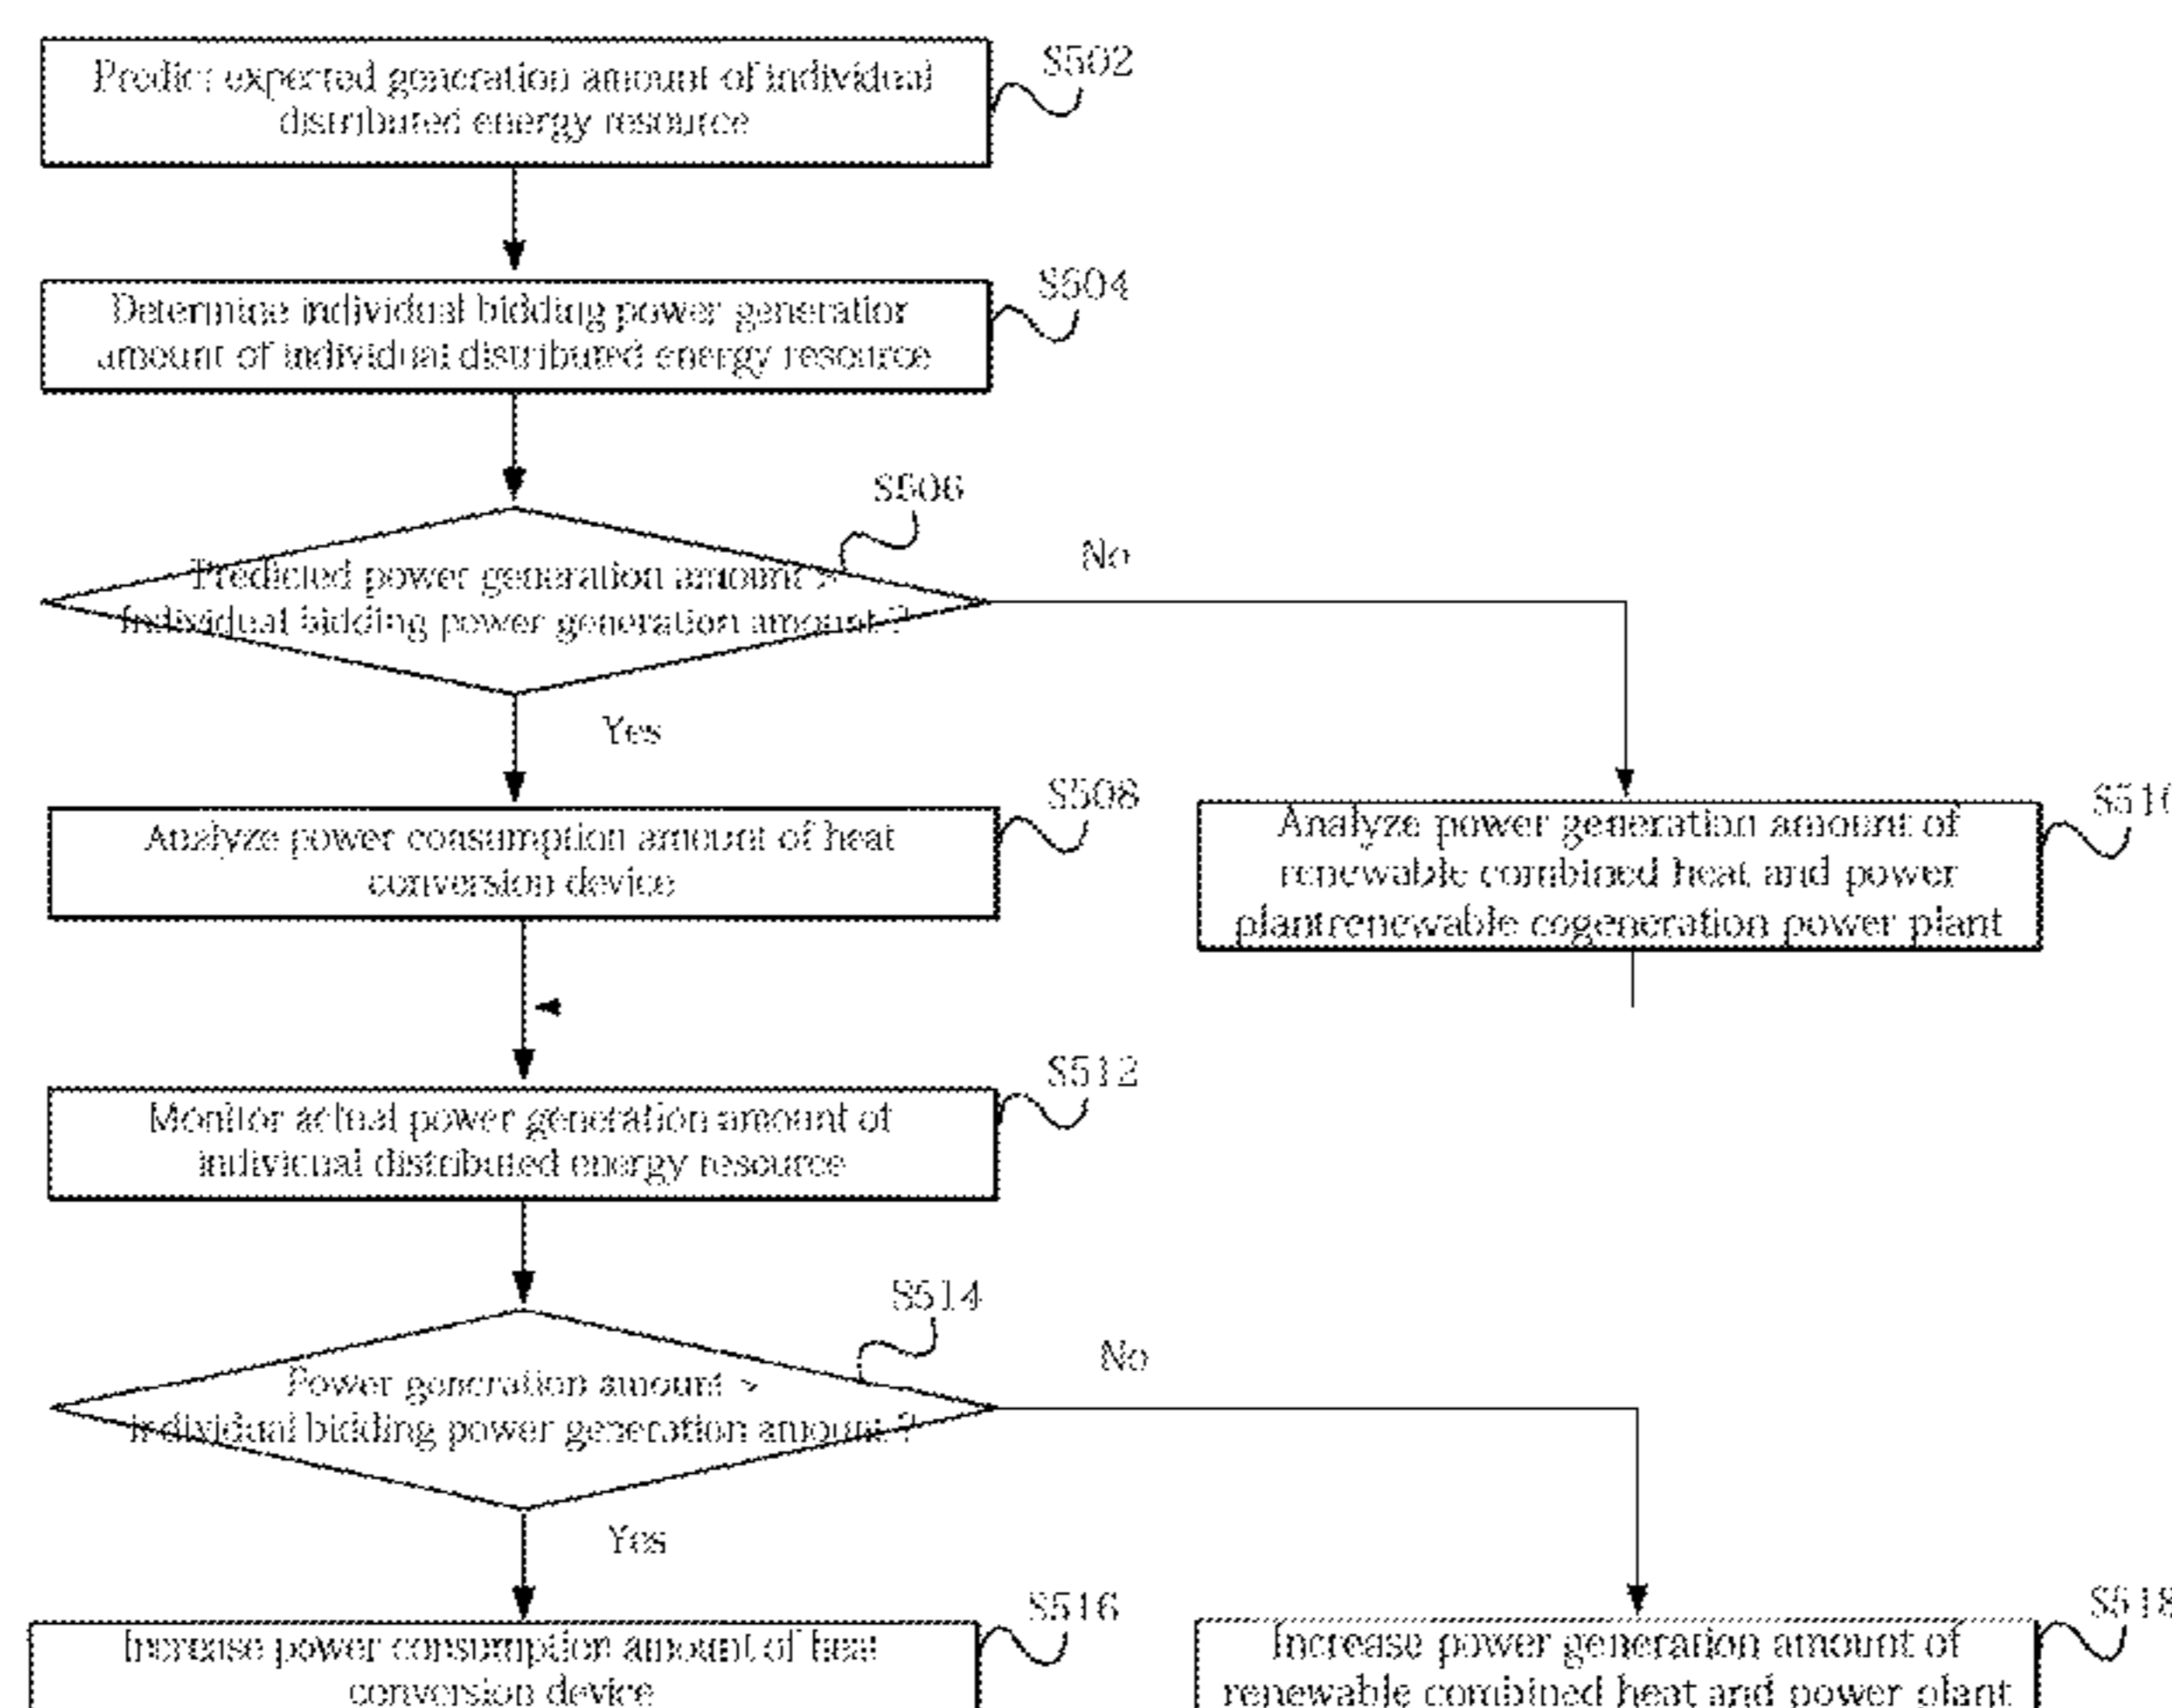 S502
Predict expected generation amount of individual
distributed energy resource
S504
Determine individual bidding power generation
amount of individual distributed energy resource
S506
No
Predicted power generation amount >
individual bidding power generation amount ?
Yes
S508
Analyze power consumption amount of heat
conversion device
S510
Analyze power generation amount of
renewable combined heat and power
plantrenewable cogeneration power plant
S512
Monitor actual power generation amount of
individual distributed energy resource
S514
No
Power generation amount >
individual bidding power generation amount ?
Yes
S516
Increase power consumption amount of heat
conversion device
S518
Increase power generation amount of
renewable combined heat and power plant